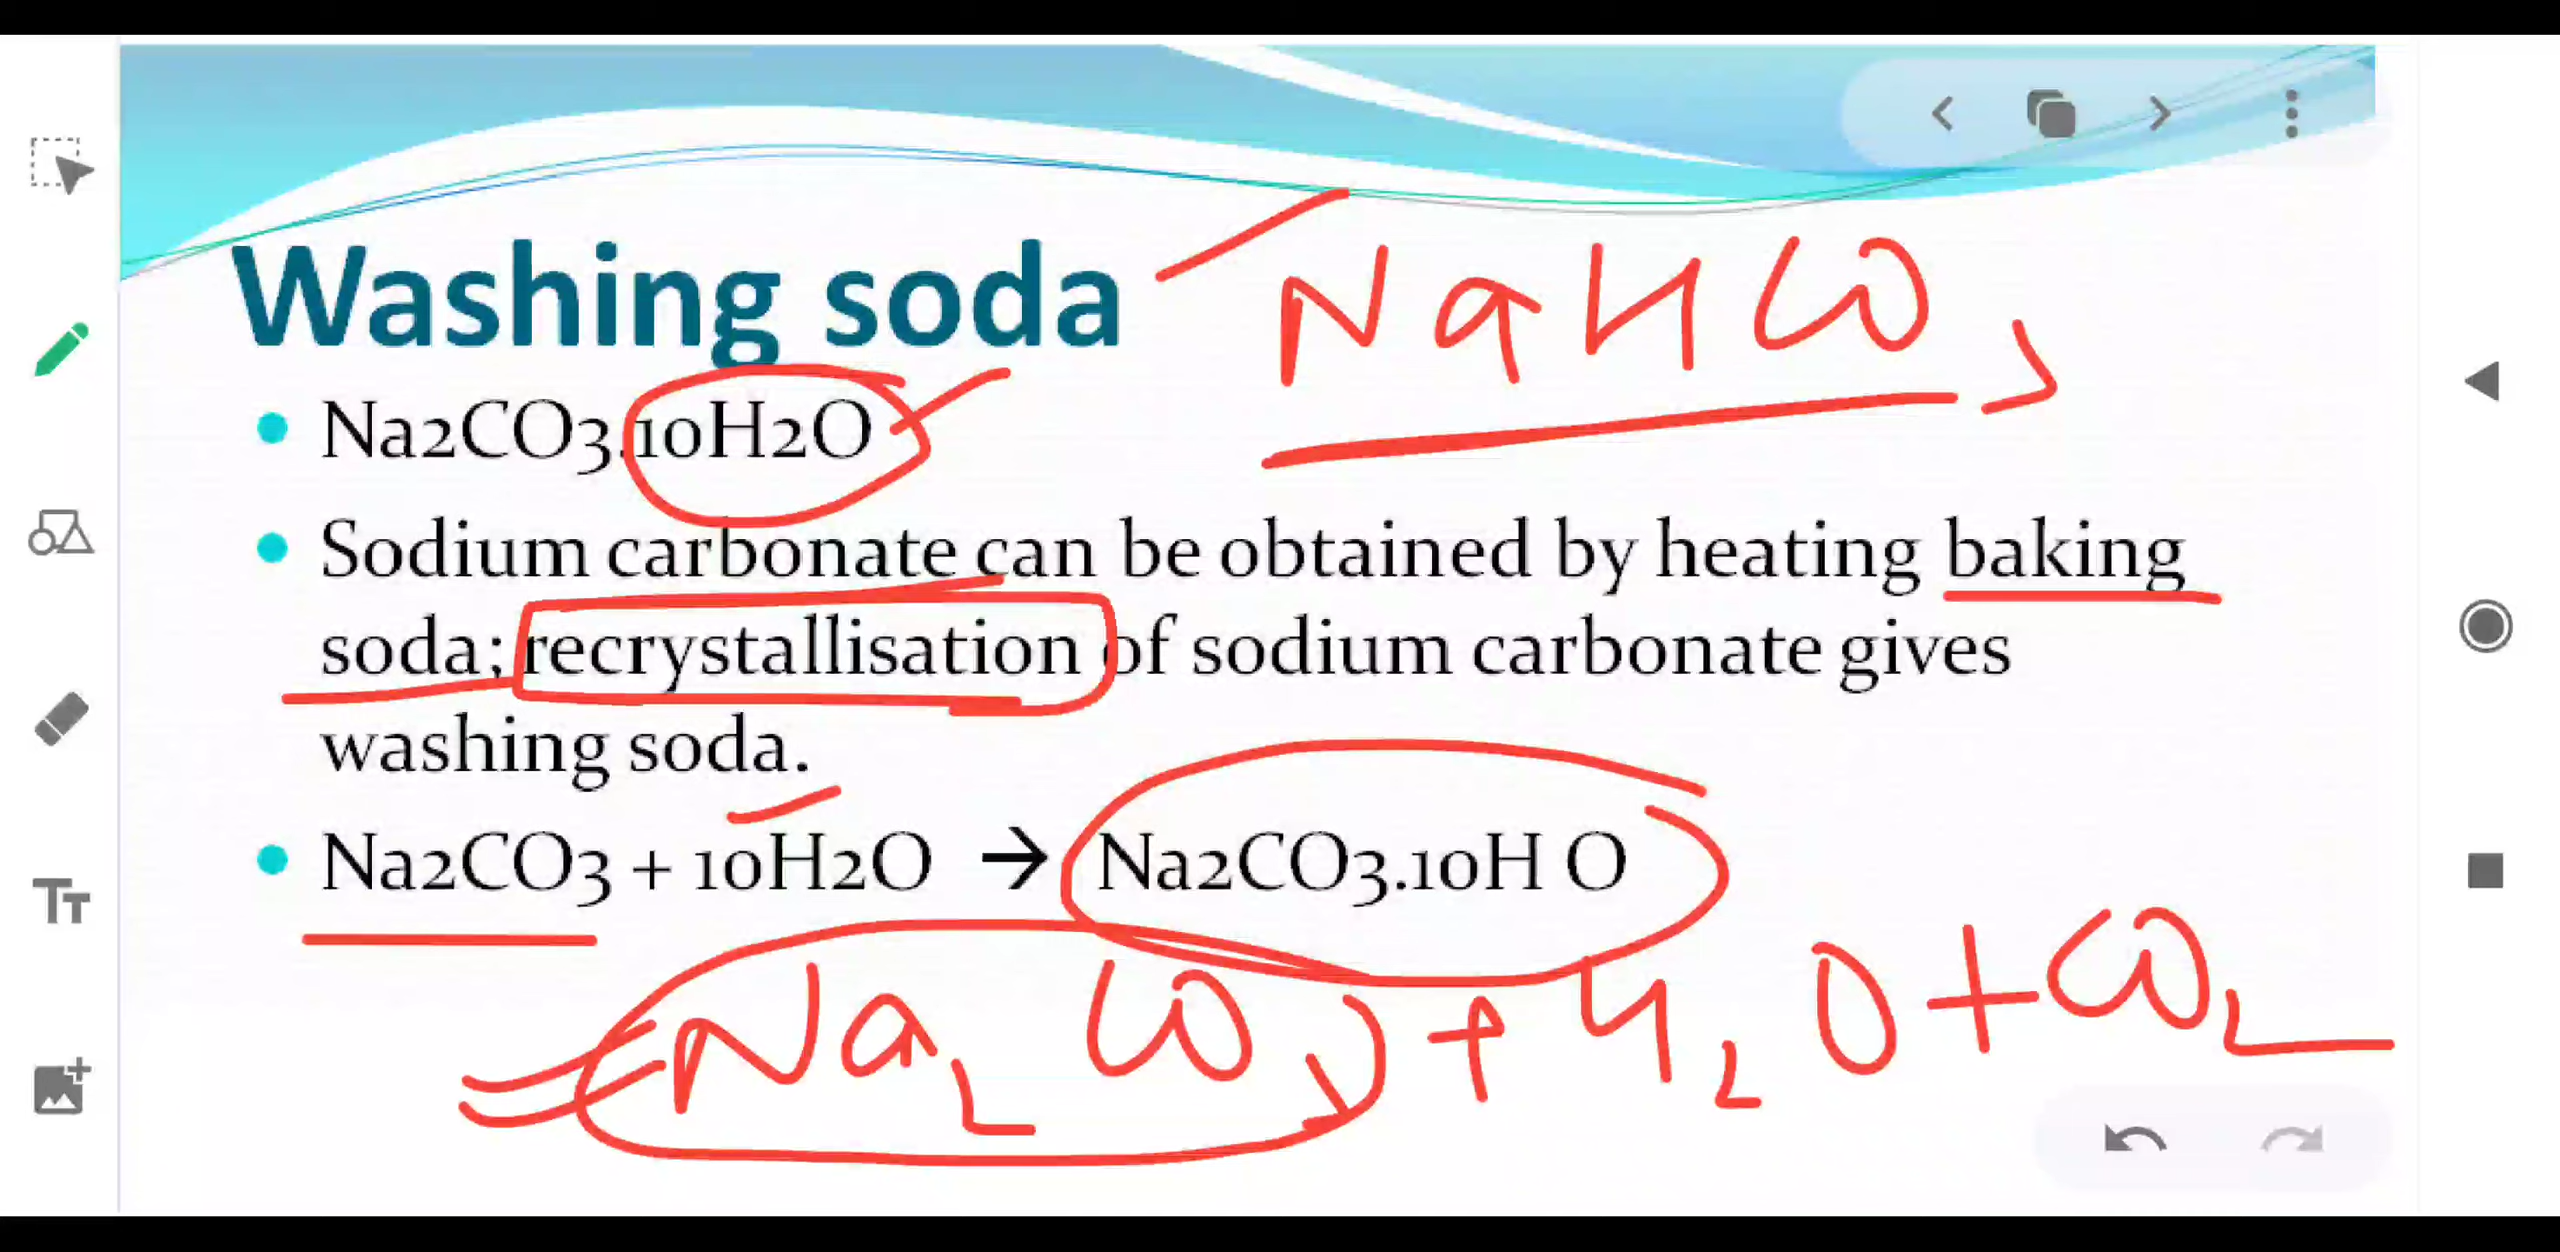 Washing soda
NaHCO3
Na2CO3.10H2O
Sodium carbonate can be obtained by heating baking
soda; recrystallisation of sodium carbonate gives
washing soda.
Na2CO3 + 10H2O → Na2CO3.10H O
Na2CO3 + H2O + CO2
TT